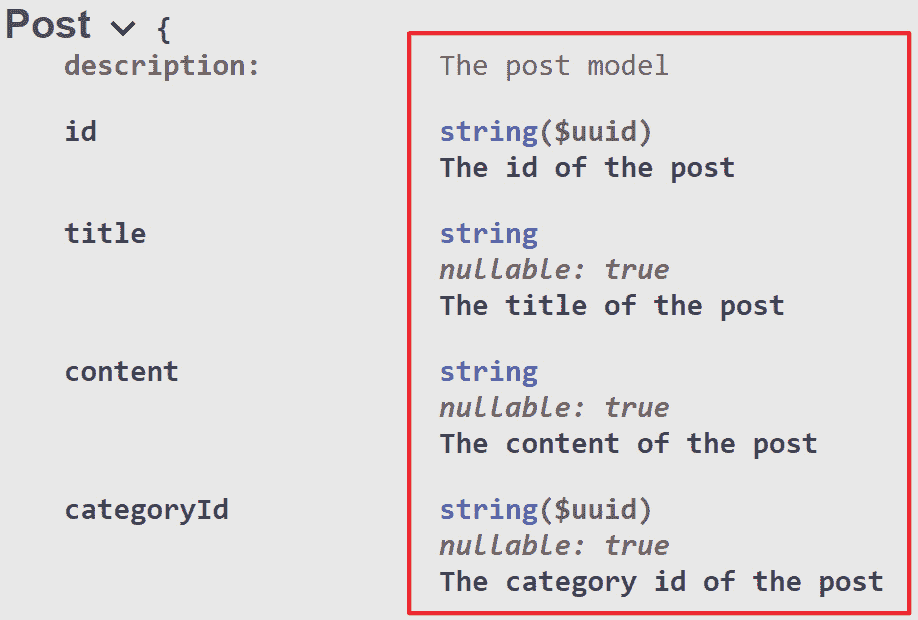 Post {
description: The post model
id string($uuid)
The id of the post
title string
nullable: true
The title of the post
content string
nullable: true
The content of the post
categoryId string($uuid)
nullable: true
The category id of the post